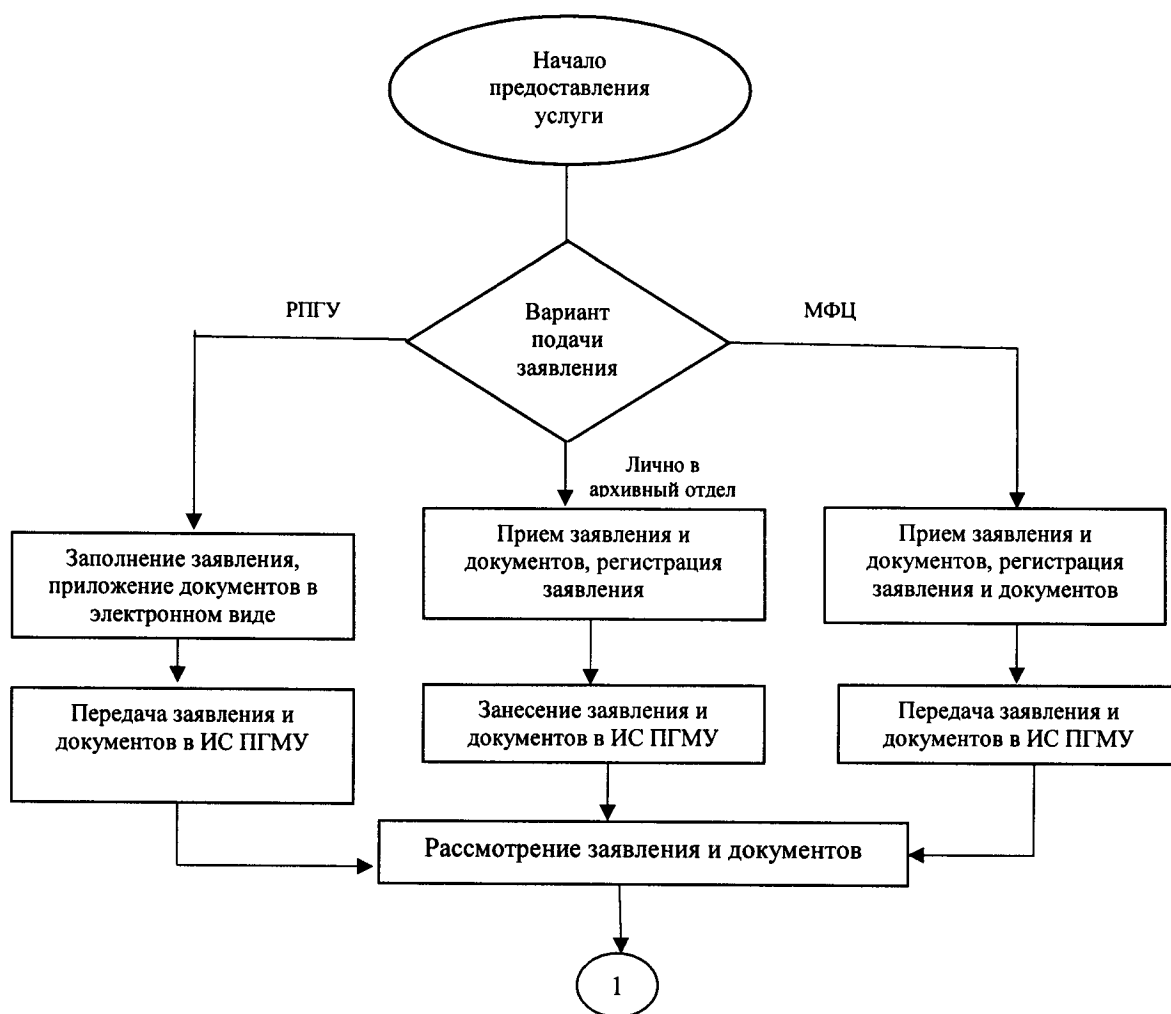 Начало
предоставления
услуги
РПГУ
Вариант
подачи
заявления
МФЦ
Лично в
архивный отдел
Заполнение заявления,
приложение документов в
электронном виде
Прием заявления и
документов, регистрация
заявления
Прием заявления и
документов, регистрация
заявления и документов
Передача заявления и
документов в ИС ПГМУ
Занесение заявления и
документов в ИС ПГМУ
Передача заявления и
документов в ИС ПГМУ
Рассмотрение заявления и документов
1